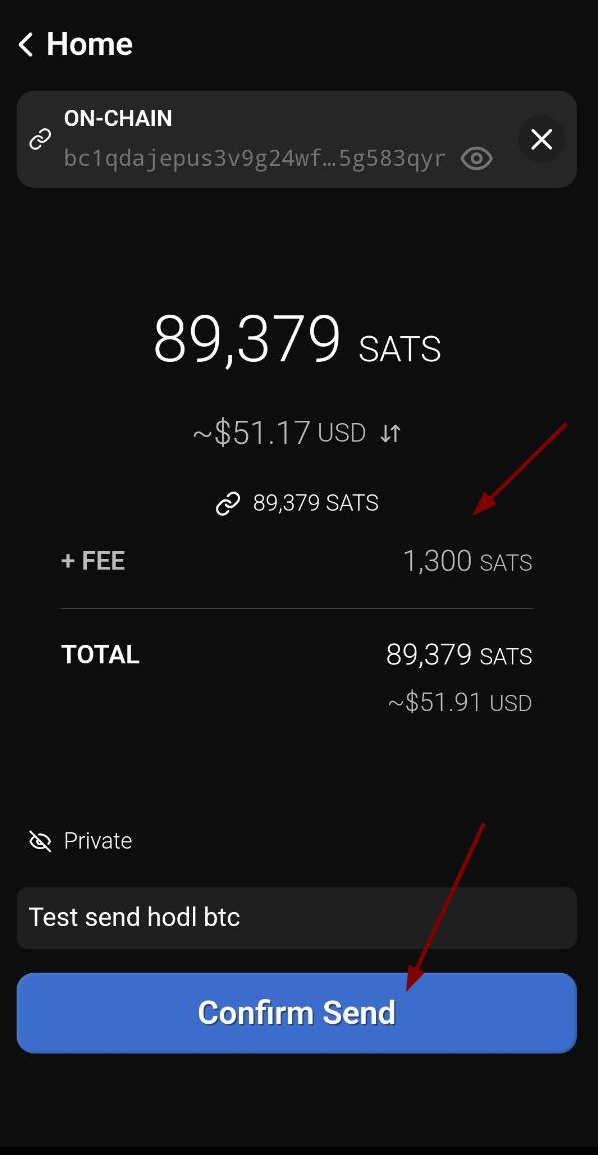 Home
ON-CHAIN
bc1qdajepus3v9g24wf…5g583qyr
89,379 SATS
~$51.17 USD
89,379 SATS
+ FEE 1,300 SATS
TOTAL 89,379 SATS
~$51.91 USD
Private
Test send hodl btc
Confirm Send